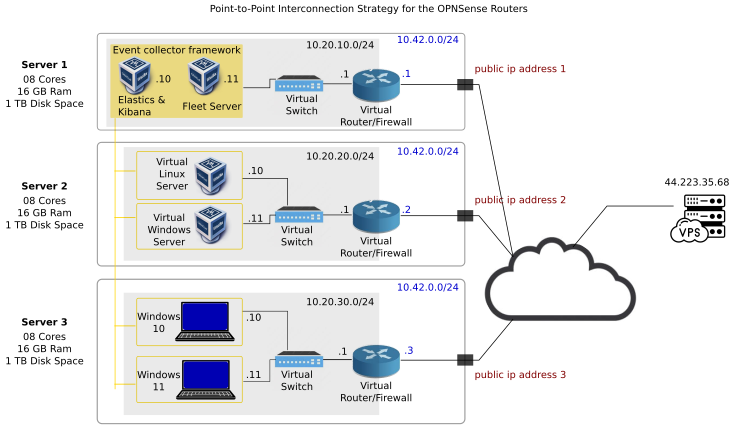 Point-to-Point Interconnection Strategy for the OPNSense Routers
Server 1
08 Cores
16 GB Ram
1 TB Disk Space
Event collector framework
.10
.11
Elastics &
Kibana
Fleet Server
10.20.10.0/24
10.42.0.0/24
.1
.1
Virtual
Switch
Virtual
Router/Firewall
public ip address 1
Server 2
08 Cores
16 GB Ram
1 TB Disk Space
Virtual
Linux
Server
.10
Virtual
Windows
Server
.11
10.20.20.0/24
10.42.0.0/24
.1
.2
Virtual
Switch
Virtual
Router/Firewall
public ip address 2
44.223.35.68
VPS
Server 3
08 Cores
16 GB Ram
1 TB Disk Space
Windows
10
.10
Windows
11
.11
10.20.30.0/24
10.42.0.0/24
.1
.3
Virtual
Switch
Virtual
Router/Firewall
public ip address 3